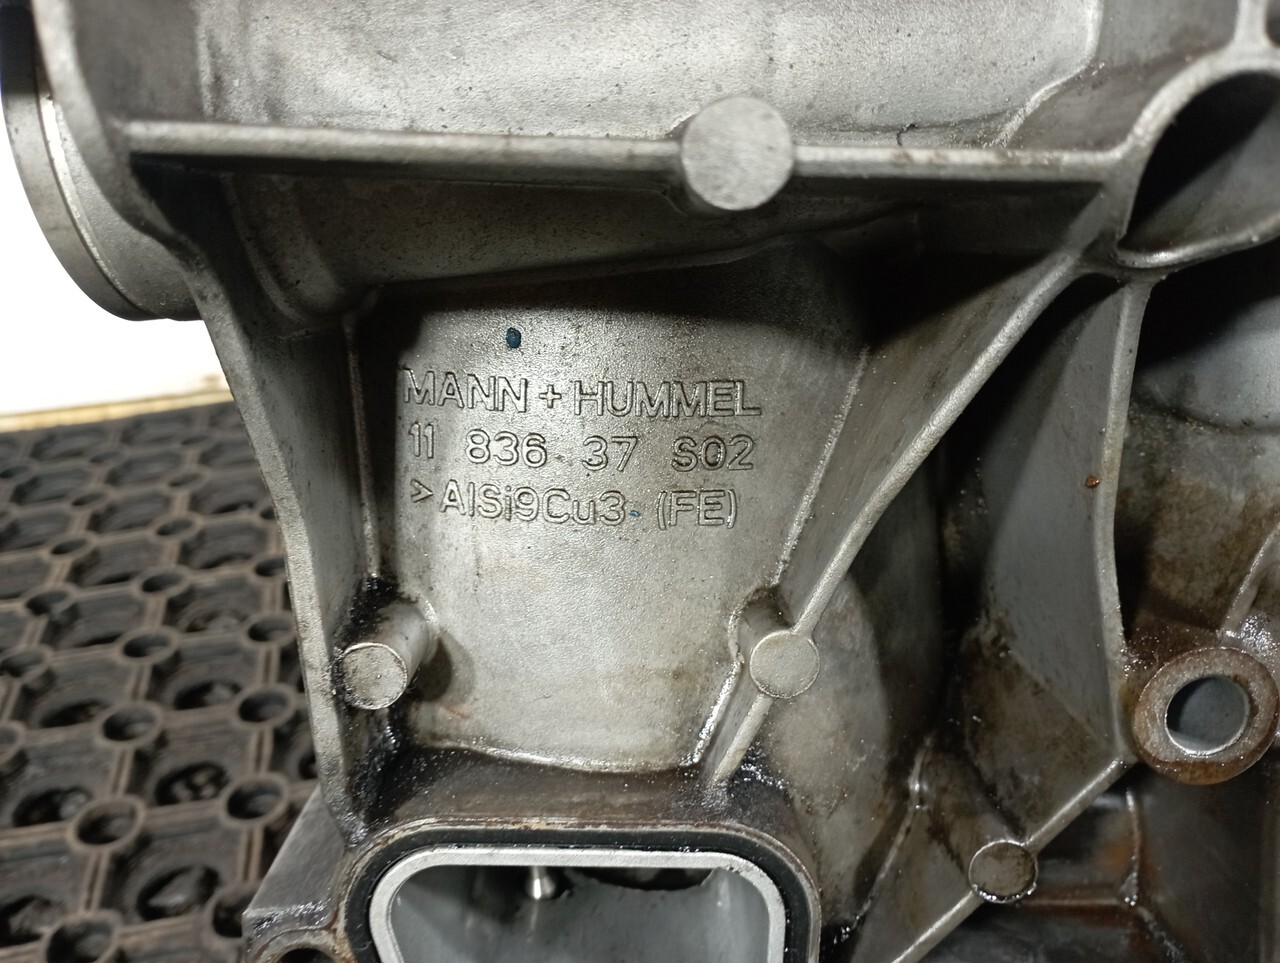 MANN + HUMMEL
11 836 37 S02
>AlSi9Cu3 (FE)